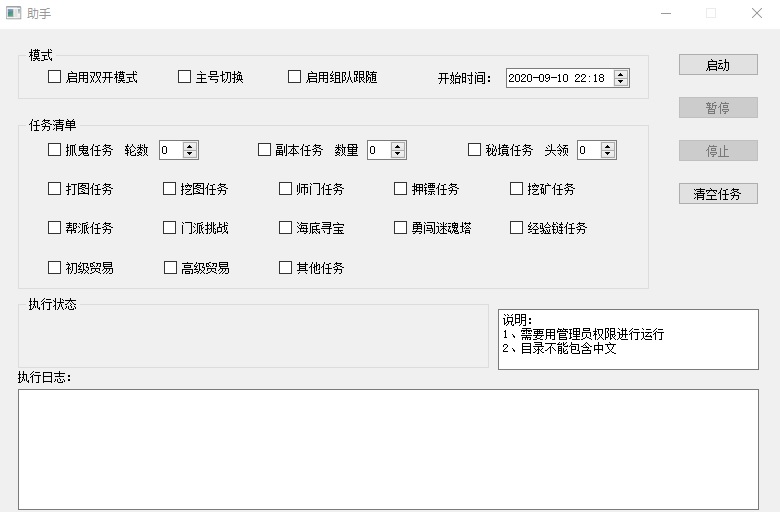 助手
模式
启用双开模式 主号切换 启用组队跟随 开始时间: 2020-09-10 22:18
启动
暂停
任务清单
抓鬼任务 轮数 0 副本任务 数量 0 秘境任务 头领 0
停止
打图任务 挖图任务 师门任务 押镖任务 挖矿任务
清空任务
帮派任务 门派挑战 海底寻宝 勇闯迷魂塔 经验链任务
初级贸易 高级贸易 其他任务
执行状态
说明:
1、需要用管理员权限进行运行
2、目录不能包含中文
执行日志: